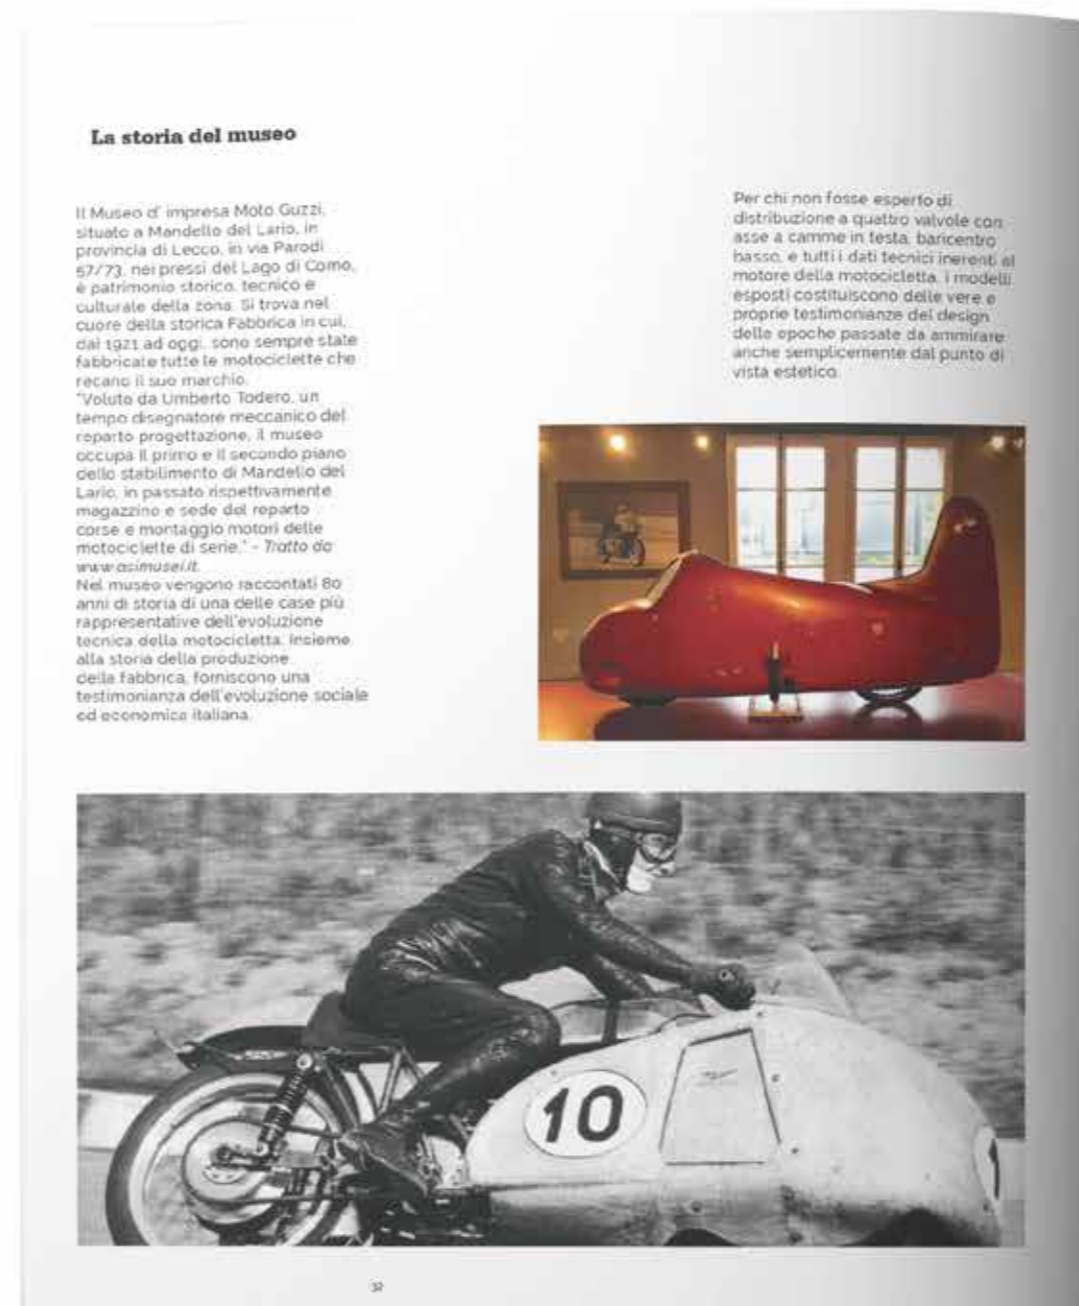 La storia del museo
Il Museo d' impresa Moto Guzzi,
situato a Mandello del Lario, in
provincia di Lecco, in via Parodi
57/73, nei pressi del Lago di Como,
è patrimonio storico, tecnico e
culturale della zona. Si trova nel
cuore della storica Fabbrica in cui,
dal 1921 ad oggi, sono sempre state
fabbricate tutte le motociclette che
recano il suo marchio.
"Voluto da Umberto Todero, un
tempo disegnatore meccanico del
reparto progettazione, il museo
occupa il primo e il secondo piano
dello stabilimento di Mandello del
Lario, in passato rispettivamente
magazzino e sede del reparto
corse e montaggio motori delle
motociclette di serie." - Tratto da
www.asimusei.it.
Nel museo vengono raccontati 80
anni di storia di una delle case più
rappresentative dell'evoluzione
tecnica della motocicletta. Insieme
alla storia della produzione
della fabbrica, forniscono una
testimonianza dell'evoluzione sociale
ed economica italiana.
Per chi non fosse esperto di
distribuzione a quattro valvole con
asse a camme in testa, baricentro
basso, e tutti i dati tecnici inerenti al
motore della motocicletta, i modelli
esposti costituiscono delle vere e
proprie testimonianze del design
delle epoche passate da ammirare
anche semplicemente dal punto di
vista estetico.
10
1
32